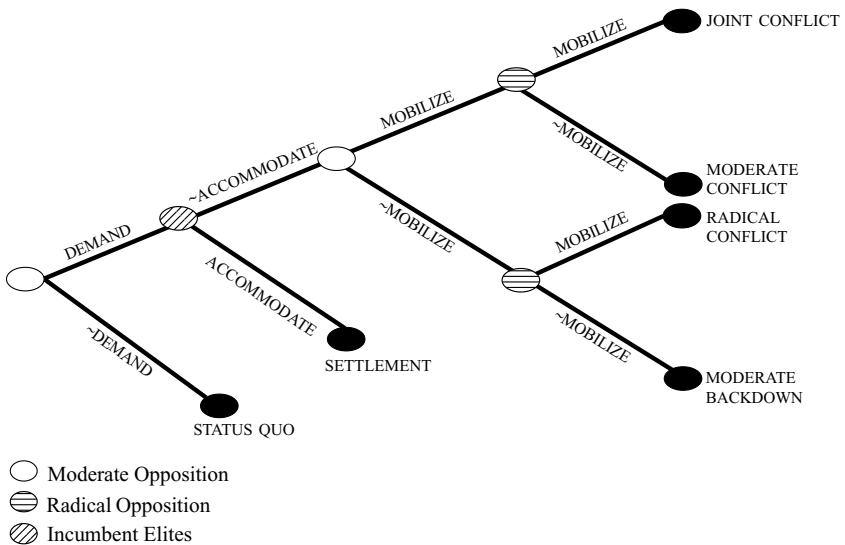 MOBILIZE
JOINT CONFLICT
~MOBILIZE
MODERATE
CONFLICT
MOBILIZE
~ACCOMMODATE
~MOBILIZE
MOBILIZE
RADICAL
CONFLICT
~MOBILIZE
MODERATE
BACKDOWN
DEMAND
ACCOMMODATE
SETTLEMENT
~DEMAND
STATUS QUO
Moderate Opposition
Radical Opposition
Incumbent Elites